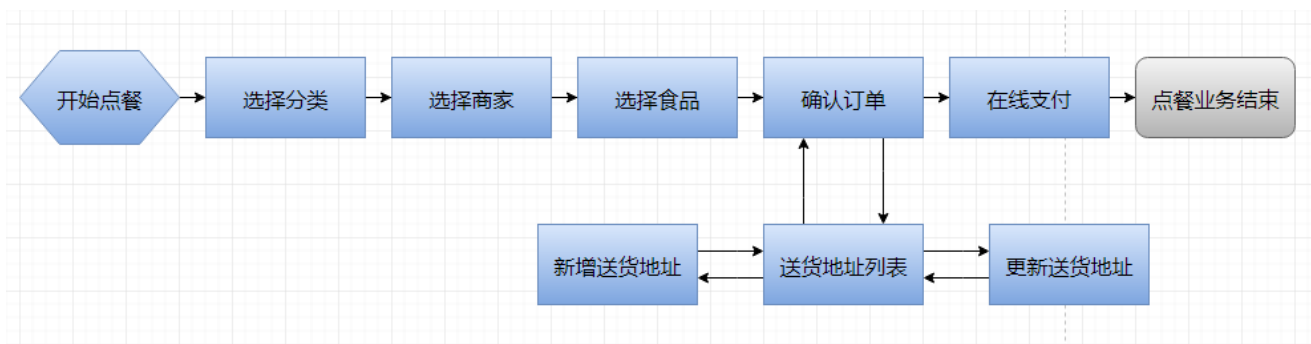 开始点餐
选择分类
选择商家
选择食品
确认订单
在线支付
点餐业务结束
新增送货地址
送货地址列表
更新送货地址